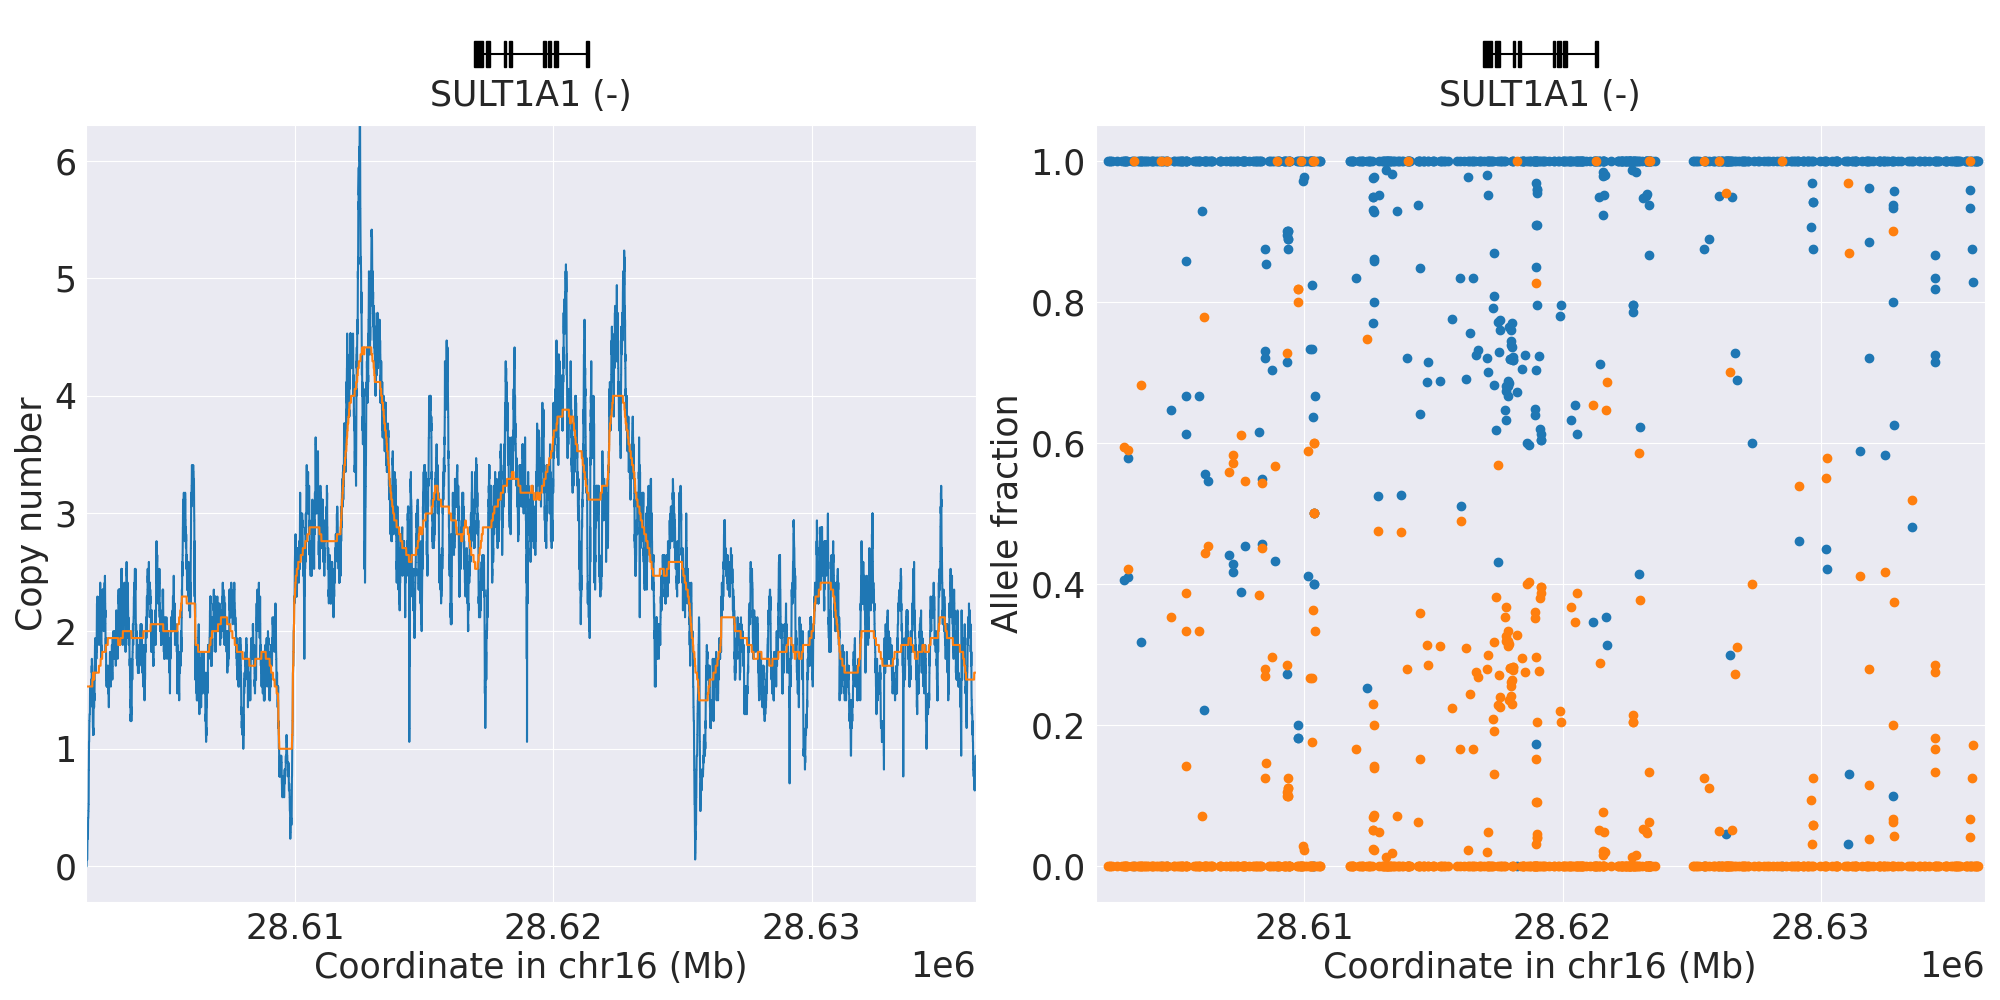 SULT1A1 (-)
6
5
4
3
2
1
0
Copy number
28.61
28.62
28.63
Coordinate in chr16 (Mb)
1e6
SULT1A1 (-)
1.0
0.8
0.6
0.4
0.2
0.0
Allele fraction
28.61
28.62
28.63
Coordinate in chr16 (Mb)
1e6